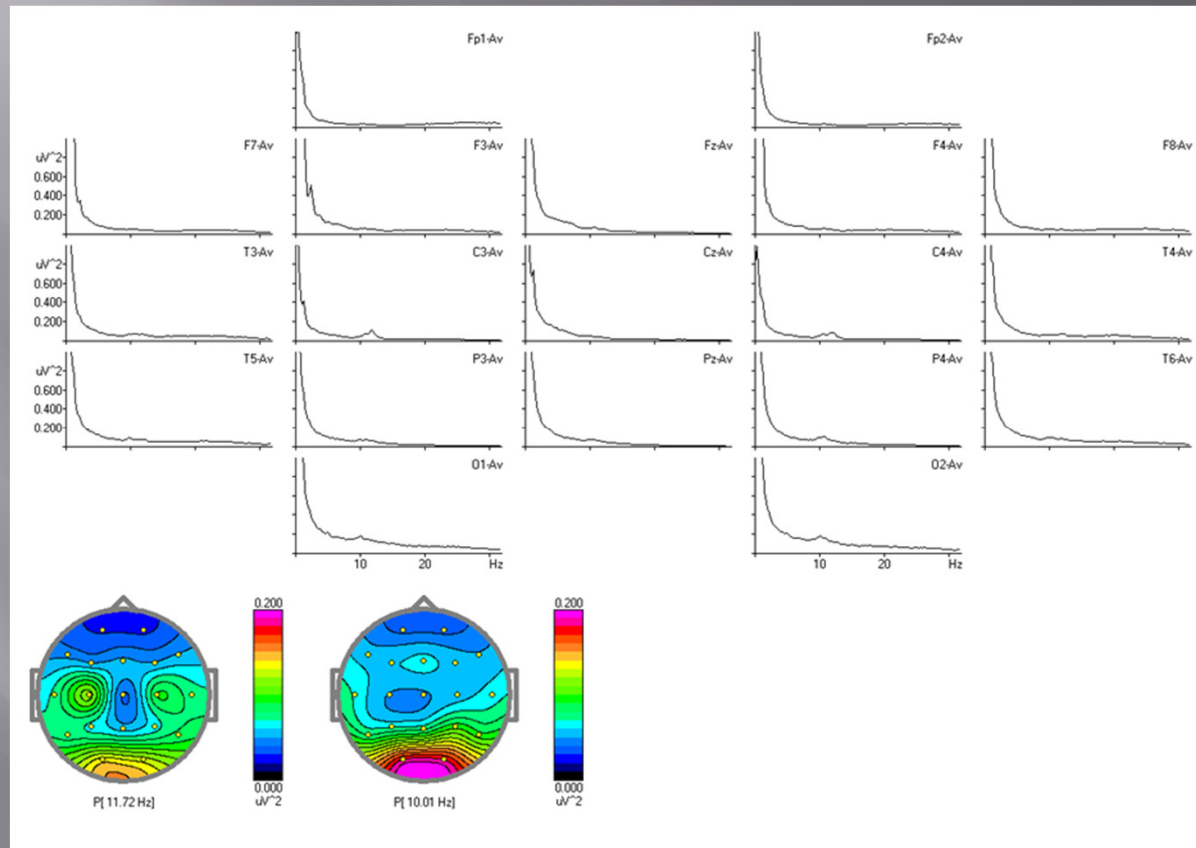 Fp1-Av
Fp2-Av
uV^2
0.600
0.400
0.200
F7-Av
F3-Av
Fz-Av
F4-Av
F8-Av
uV^2
0.600
0.400
0.200
T3-Av
C3-Av
Cz-Av
C4-Av
T4-Av
uV^2
0.600
0.400
0.200
T5-Av
P3-Av
Pz-Av
P4-Av
T6-Av
O1-Av
10 20 Hz
O2-Av
10 20 Hz
0.200
0.000
uV^2
P[ 11.72 Hz]
0.200
0.000
uV^2
P[ 10.01 Hz]